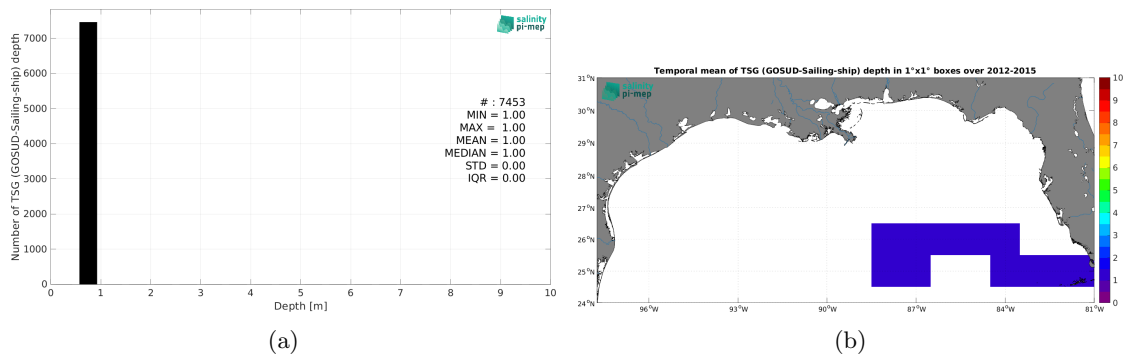 salinity
pi-mep
Number of TSG (GOSUD-Sailing-ship) depth
7000
6000
5000
4000
3000
2000
1000
0
# : 7453
MIN = 1.00
MAX = 1.00
MEAN = 1.00
MEDIAN = 1.00
STD = 0.00
IQR = 0.00
0 1 2 3 4 5 6 7 8 9 10
Depth [m]
(a)
Temporal mean of TSG (GOSUD-Sailing-ship) depth in 1°x1° boxes over 2012-2015
salinity
pi-mep
31°N
30°N
29°N
28°N
27°N
26°N
25°N
24°N
96°W 93°W 90°W 87°W 84°W 81°W
10
9
8
7
6
5
4
3
2
1
0
(b)